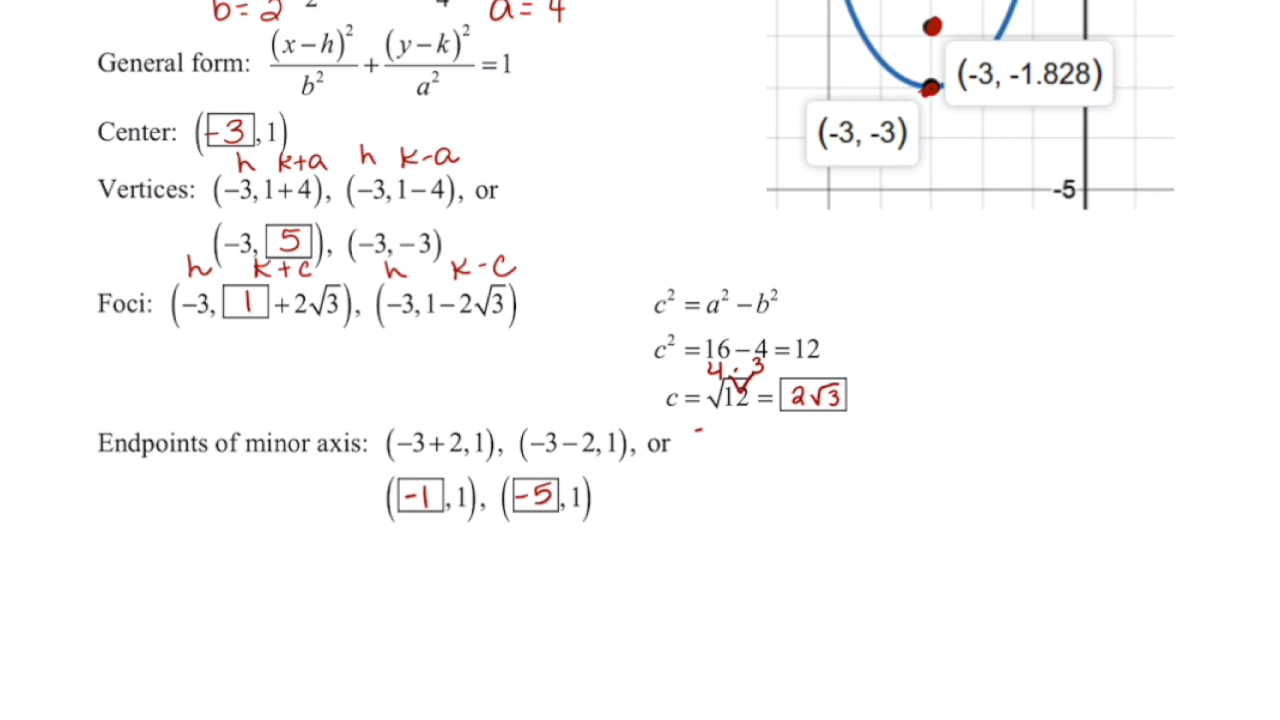 b = 2 2 4 a = 4
General form: (x−h)²/b² + (y−k)²/a² = 1
Center: (−3, 1)
h k+a h k−a
Vertices: (−3, 1+4), (−3, 1−4), or
(−3, 5), (−3, −3)
h k+c h k−c
Foci: (−3, 1+2√3), (−3, 1−2√3)
c² = a² − b²
c² = 16 − 4 = 12
4·3
c = √12 = 2√3
Endpoints of minor axis: (−3+2, 1), (−3−2, 1), or
(−1, 1), (−5, 1)
(-3, -1.828)
(-3, -3)
-5